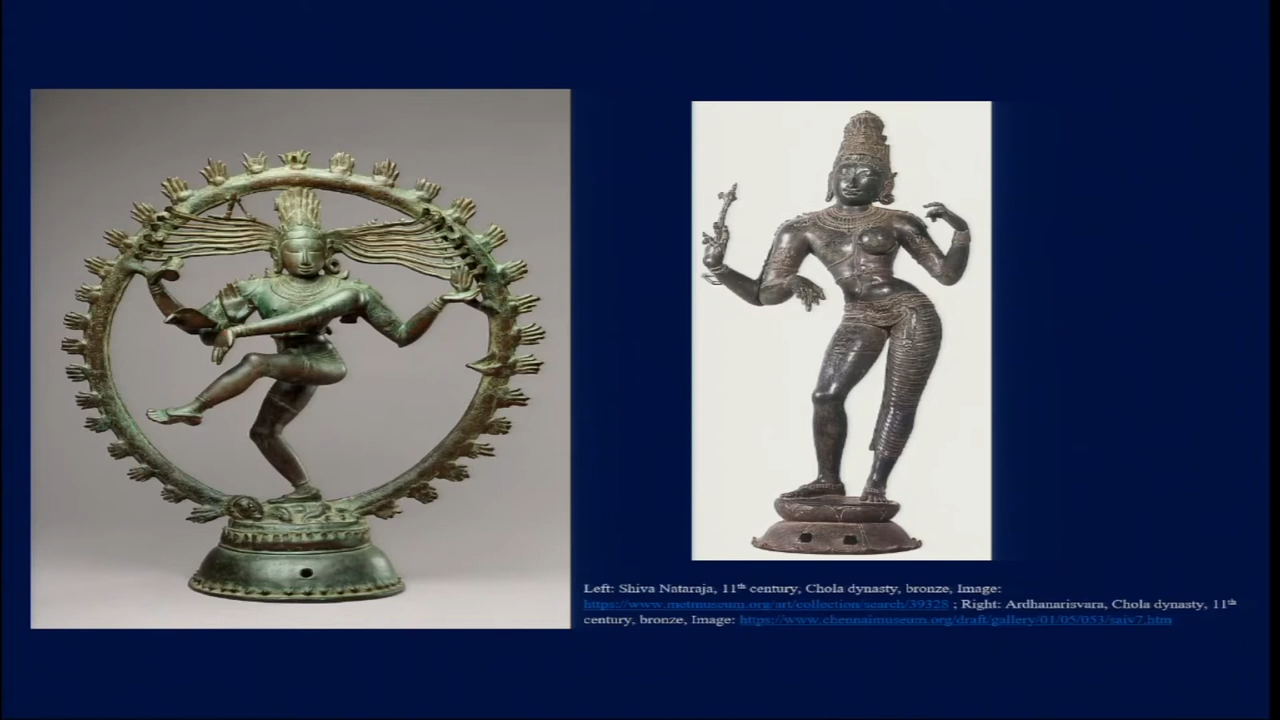 Left: Shiva Nataraja, 11th century, Chola dynasty, bronze, Image:
https://www.metmuseum.org/art/collection/search/39328 ; Right: Ardhanarisvara, Chola dynasty, 11th
century, bronze, Image: https://www.chennaimuseum.org/draft/gallery/01/05/053/saiv7.htm